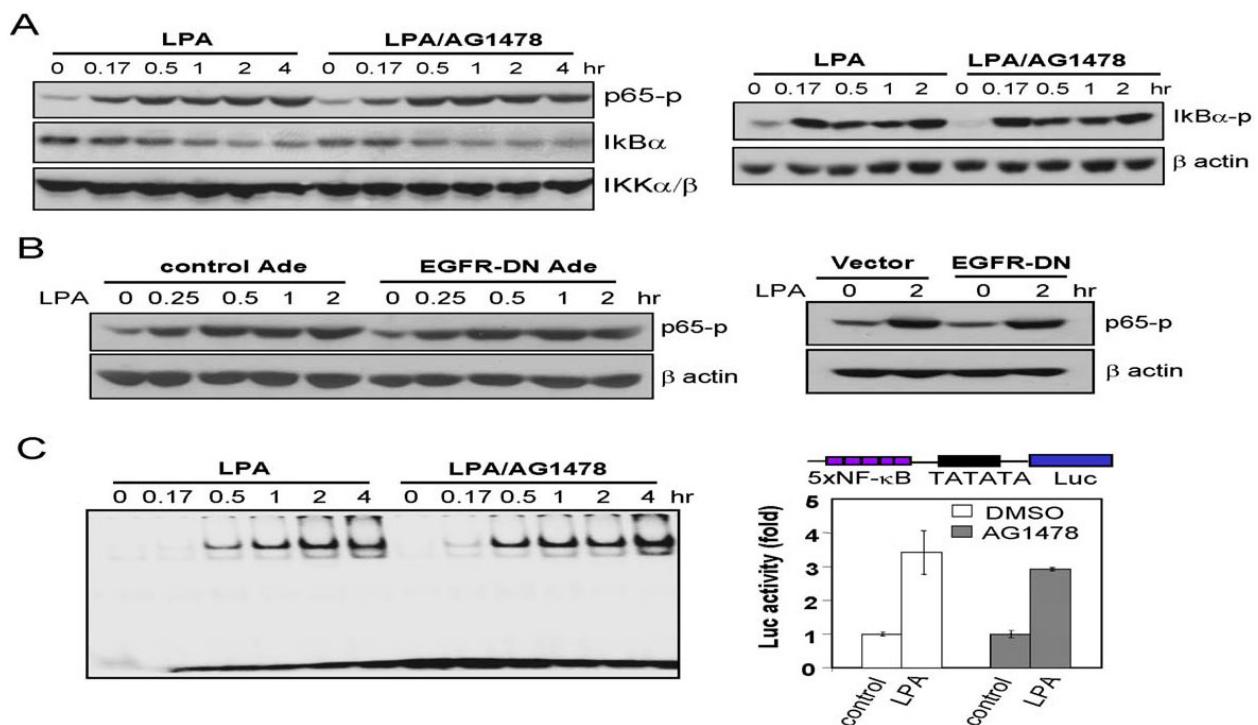 A
LPA LPA/AG1478
0 0.17 0.5 1 2 4 0 0.17 0.5 1 2 4 hr
p65-p
IkBα
IKKα/β
LPA LPA/AG1478
0 0.17 0.5 1 2 0 0.17 0.5 1 2 hr
IkBα-p
β actin
B
control Ade EGFR-DN Ade
LPA 0 0.25 0.5 1 2 0 0.25 0.5 1 2 hr
p65-p
β actin
Vector EGFR-DN
LPA 0 2 0 2 hr
p65-p
β actin
C
LPA LPA/AG1478
0 0.17 0.5 1 2 4 0 0.17 0.5 1 2 4 hr
5xNF-κB TATATA Luc
Luc activity (fold)
5
4
3
2
1
0
DMSO
AG1478
control LPA control LPA